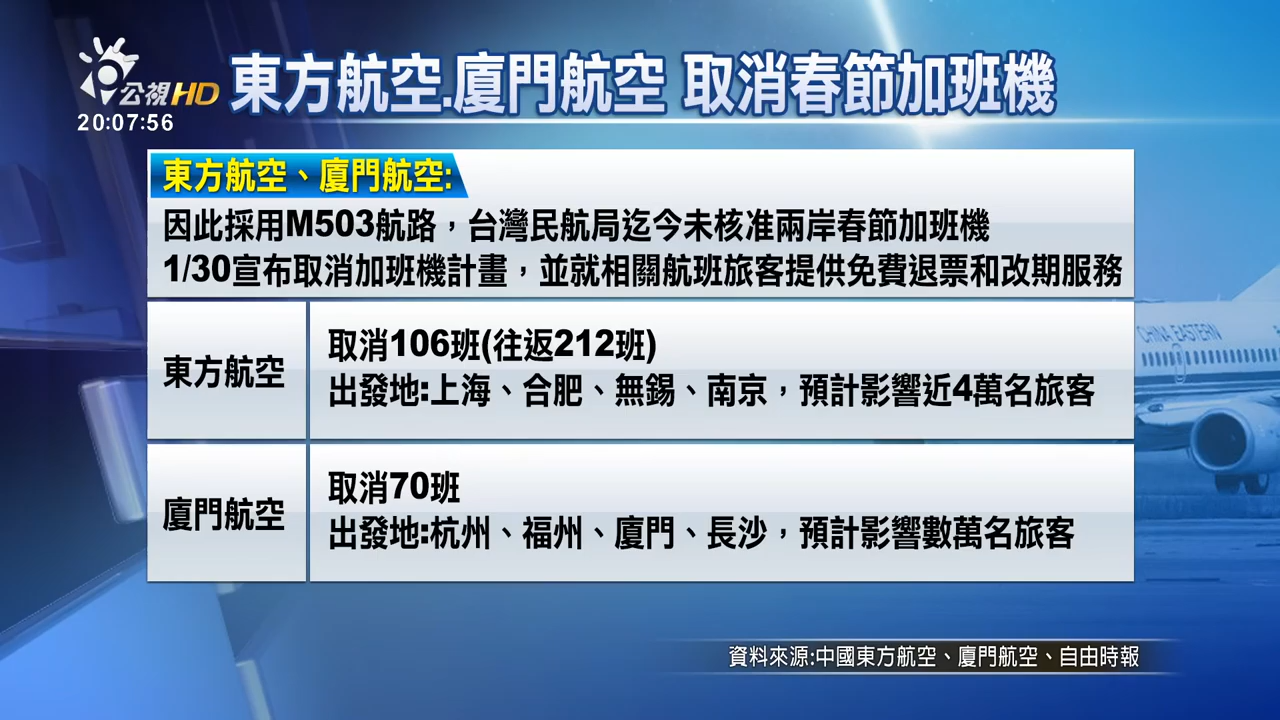 公視HD
東方航空.廈門航空 取消春節加班機
20:07:56
東方航空、廈門航空:
因此採用M503航路，台灣民航局迄今未核准兩岸春節加班機
1/30宣布取消加班機計畫，並就相關航班旅客提供免費退票和改期服務
東方航空
取消106班(往返212班)
出發地:上海、合肥、無錫、南京，預計影響近4萬名旅客
廈門航空
取消70班
出發地:杭州、福州、廈門、長沙，預計影響數萬名旅客
CHINA EASTERN
資料來源:中國東方航空、廈門航空、自由時報